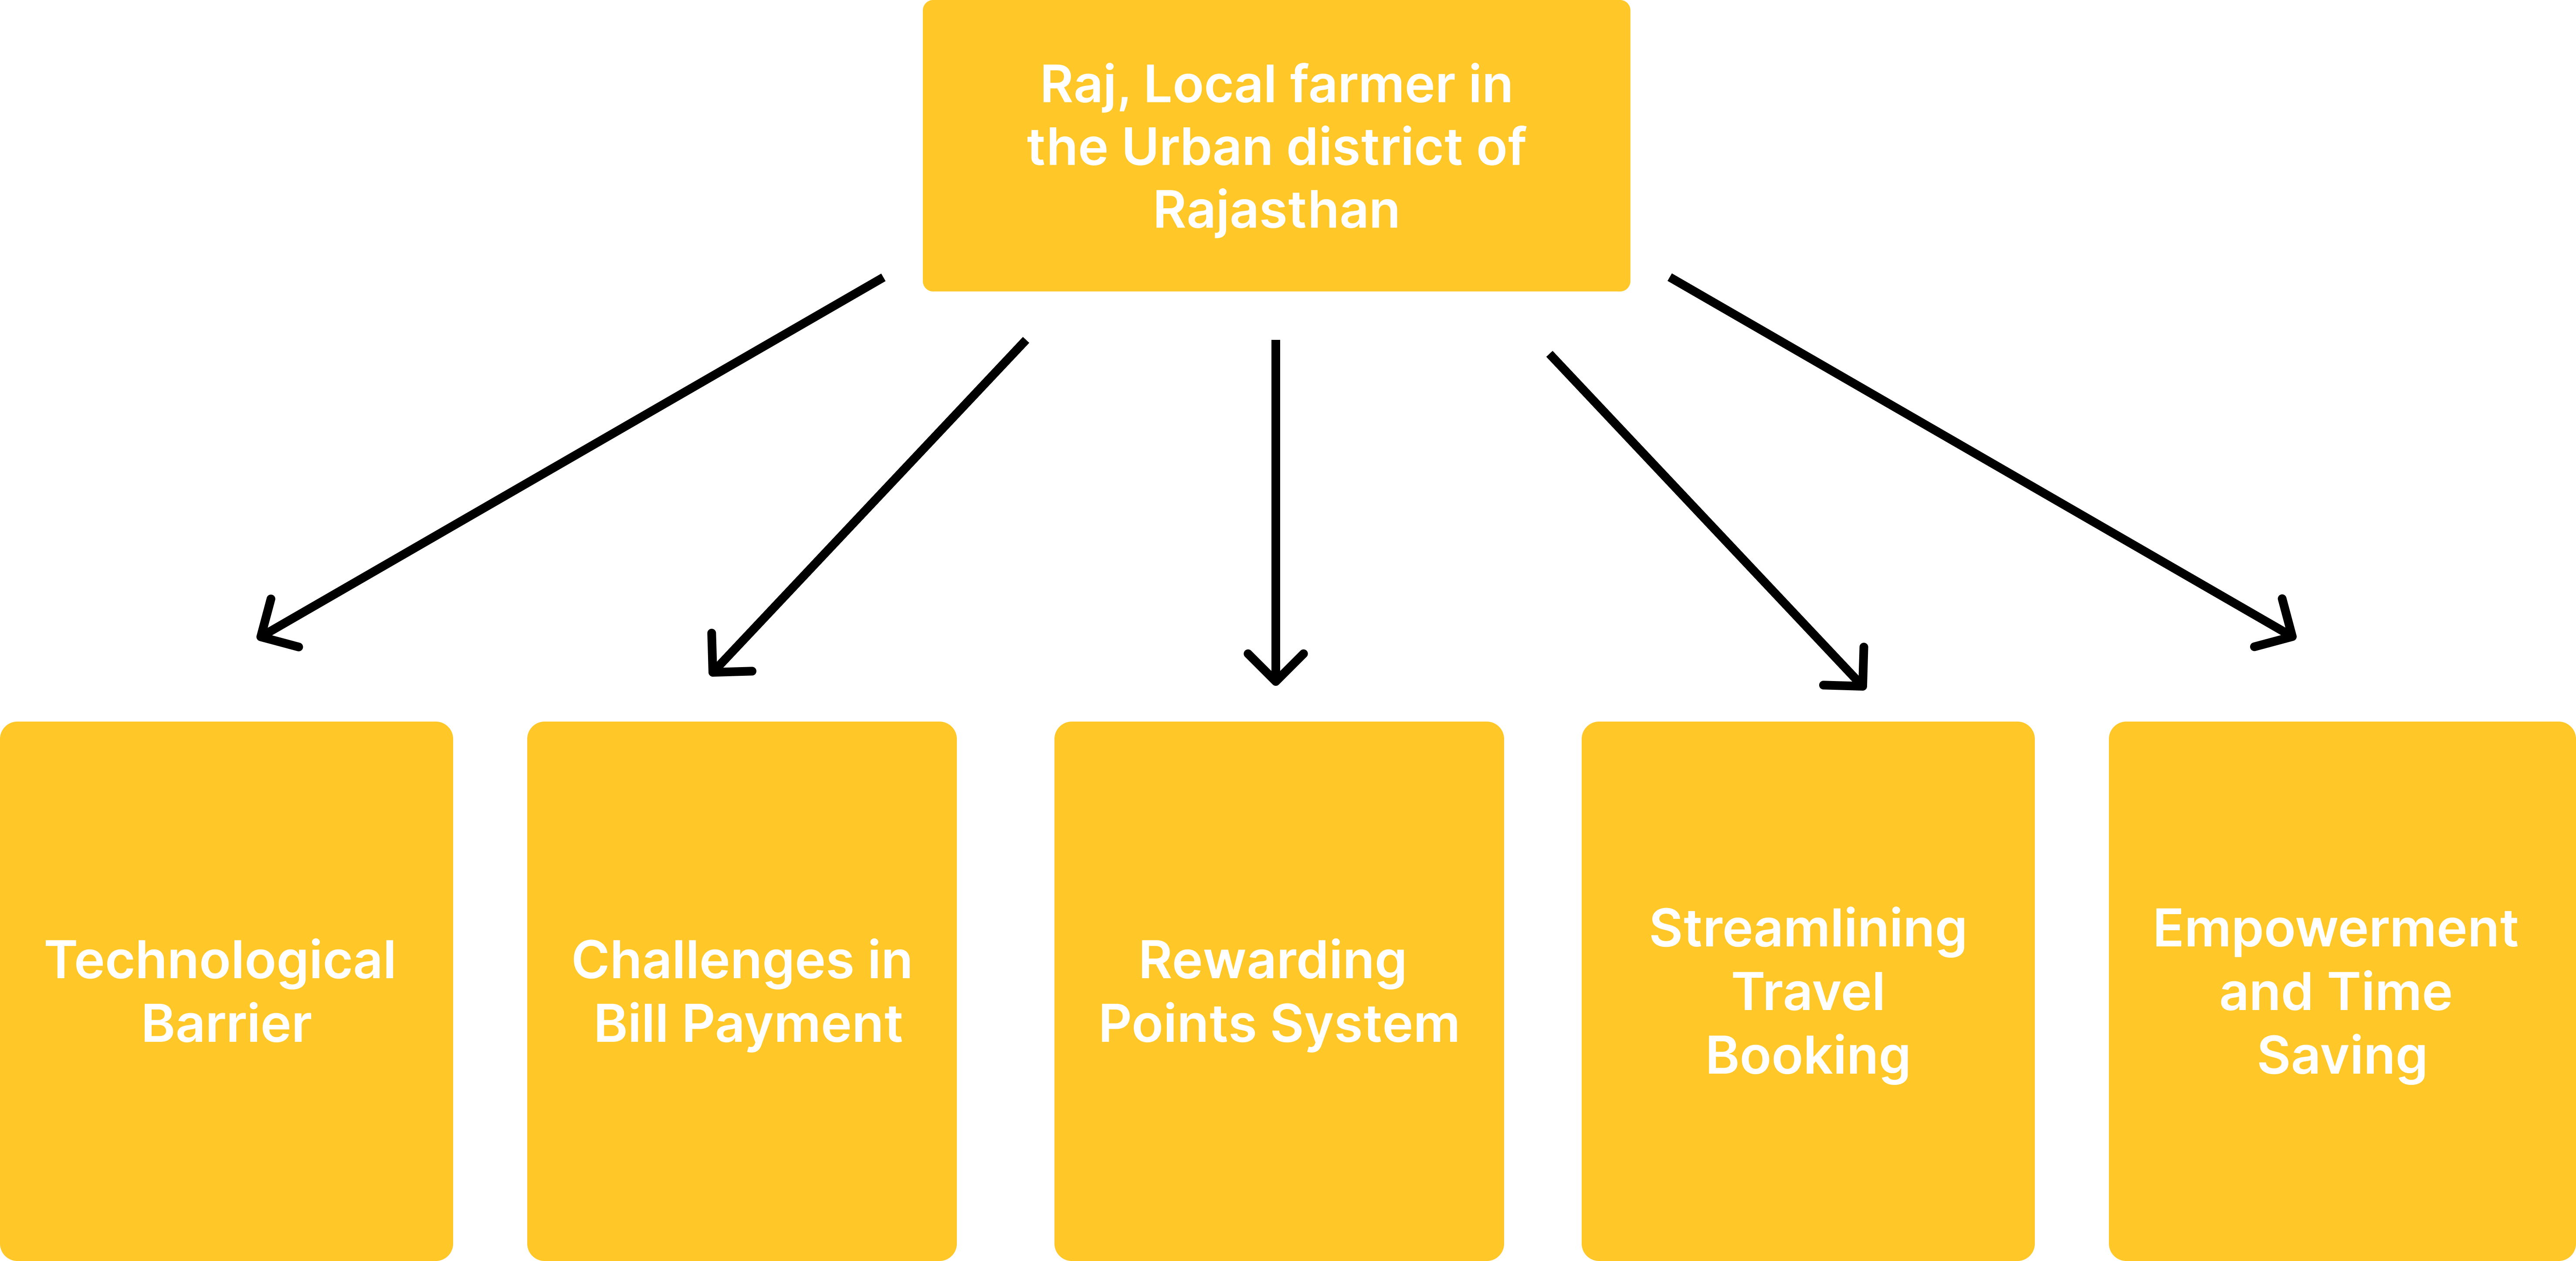 Raj, Local farmer in
the Urban district of
Rajasthan
Technological
Barrier
Challenges in
Bill Payment
Rewarding
Points System
Streamlining
Travel
Booking
Empowerment
and Time
Saving